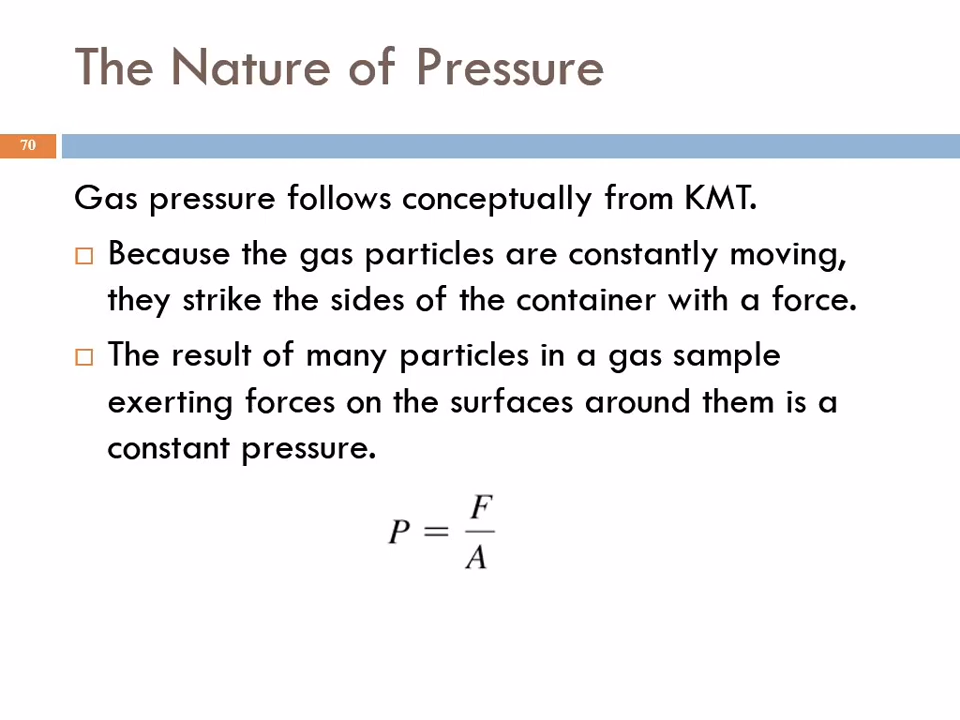 The Nature of Pressure
70
Gas pressure follows conceptually from KMT.
Because the gas particles are constantly moving,
they strike the sides of the container with a force.
The result of many particles in a gas sample
exerting forces on the surfaces around them is a
constant pressure.
P = F/A